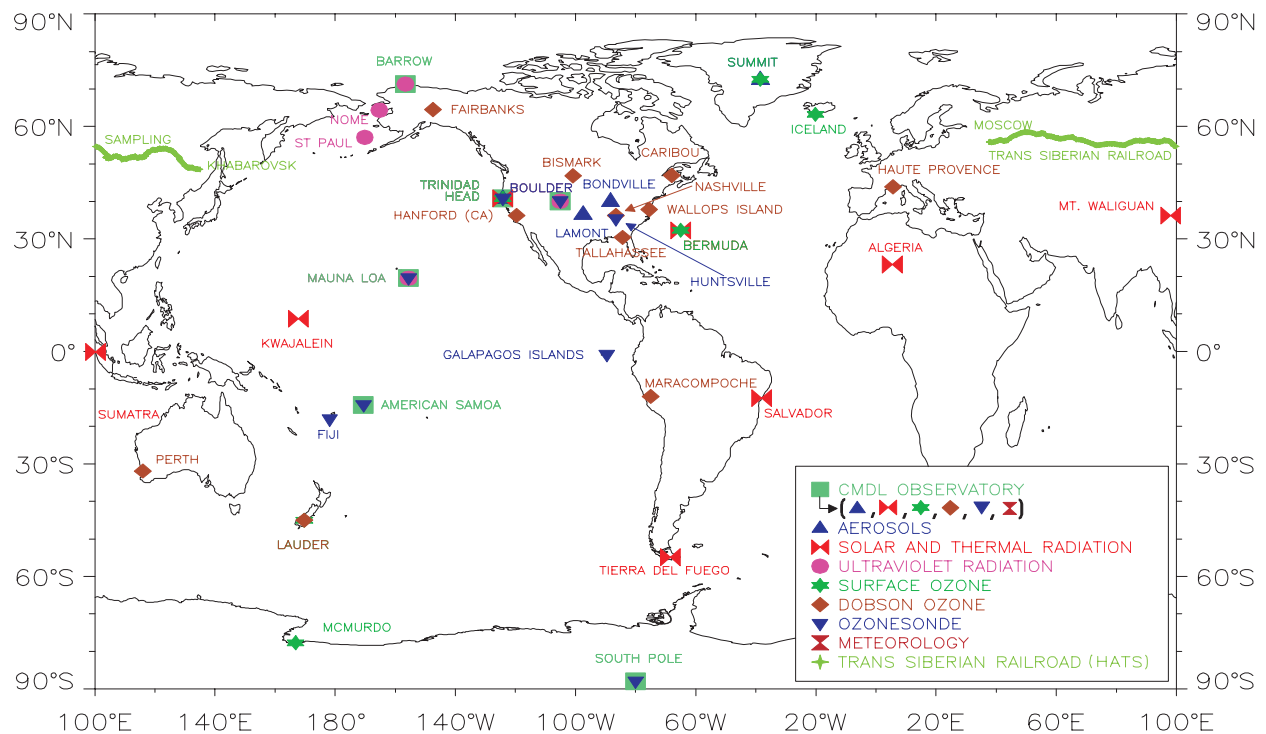 90°N
90°N
BARROW
SUMMIT
NOME
FAIRBANKS
ICELAND
60°N
60°N
MOSCOW
SAMPLING
ST PAUL
KHABAROVSK
TRANS SIBERIAN RAILROAD
BISMARK
CARIBOU
HAUTE PROVENCE
TRINIDAD
HEAD
BOULDER
BONDVILLE
NASHVILLE
HANFORD (CA)
WALLOPS ISLAND
MT. WALIGUAN
LAMONT
30°N
30°N
TALLAHASSEE
BERMUDA
ALGERIA
MAUNA LOA
HUNTSVILLE
KWAJALEIN
0°
0°
GALAPAGOS ISLANDS
MARACOMPOCHE
SUMATRA
AMERICAN SAMOA
SALVADOR
FIJI
PERTH
30°S
30°S
LAUDER
TIERRA DEL FUEGO
60°S
60°S
MCMURDO
SOUTH POLE
90°S
90°S
CMDL OBSERVATORY
( , , , , , )
AEROSOLS
SOLAR AND THERMAL RADIATION
ULTRAVIOLET RADIATION
SURFACE OZONE
DOBSON OZONE
OZONESONDE
METEOROLOGY
TRANS SIBERIAN RAILROAD (HATS)
100°E
140°E
180°
140°W
100°W
60°W
20°W
20°E
60°E
100°E